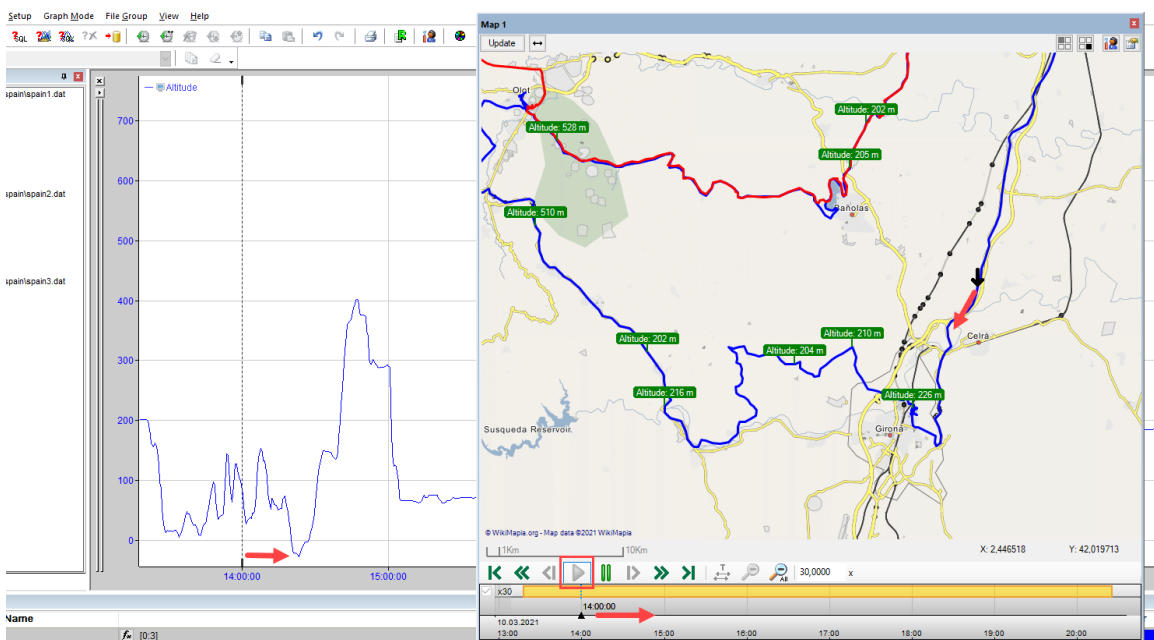 Setup Graph Mode File Group View Help
SQL SQL ?X
spain\spain1.dat
spain\spain2.dat
spain\spain3.dat
Altitude
700
600
500
400
300
200
100
0
14:00:00 15:00:00
Name
fx [0:3]
Map 1
Update
Olot
Altitude: 528 m
Altitude: 202 m
Altitude: 205 m
Bañolas
Altitude: 510 m
Celrà
Altitude: 202 m
Altitude: 210 m
Altitude: 204 m
Altitude: 216 m
Altitude: 226 m
Susqueda Reservoir.
Girona
© WikiMapia.org - Map data ©2021 WikiMapia
1Km 10Km
X: 2,446518 Y: 42,019713
T All 30,0000 x
x30
14:00:00
10.03.2021
13:00 14:00 15:00 16:00 17:00 18:00 19:00 20:00